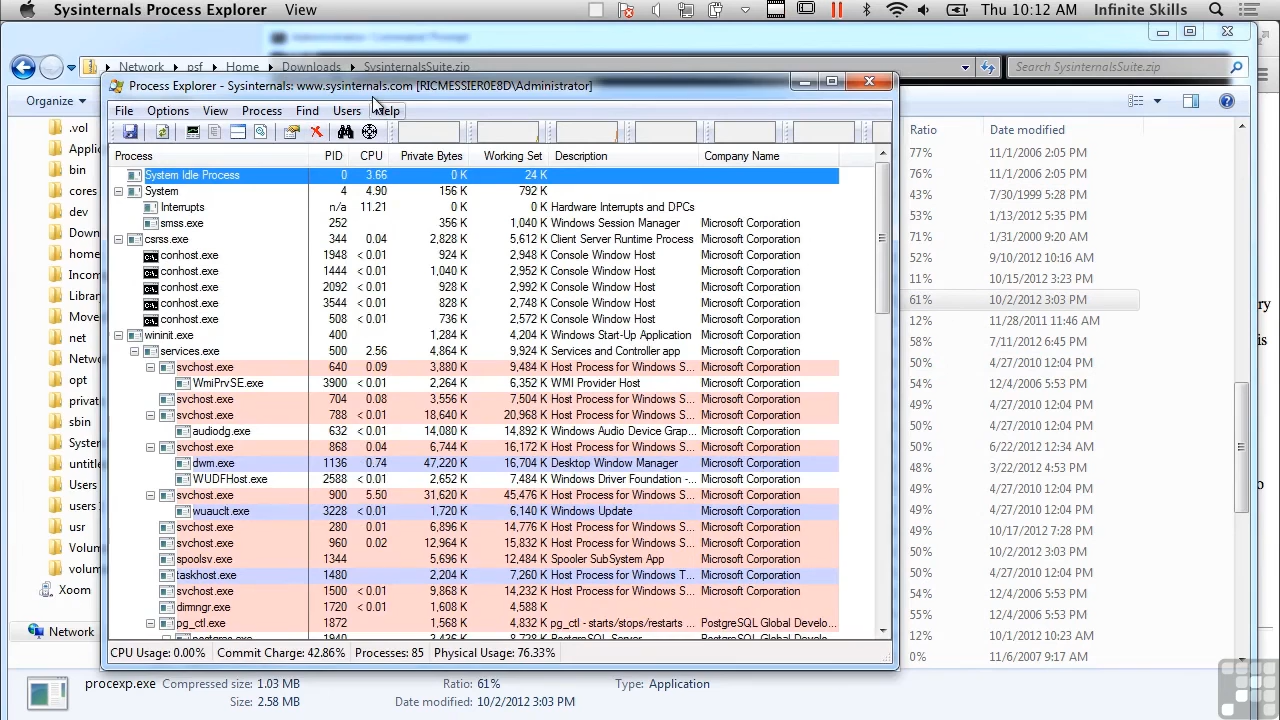 Sysinternals Process Explorer View Thu 10:12 AM Infinite Skills
Administrator: Command Prompt
Network psf Home Downloads SysinternalsSuite.zip Search SysinternalsSuite.zip
Process Explorer - Sysinternals: www.sysinternals.com [RICMESSIER0E8D\Administrator]
Organize
File Options View Process Find Users Help
Process PID CPU Private Bytes Working Set Description Company Name
System Idle Process 0 3.66 0 K 24 K
System 4 4.90 156 K 792 K
Interrupts n/a 11.21 0 K 0 K Hardware Interrupts and DPCs
smss.exe 252 356 K 1,040 K Windows Session Manager Microsoft Corporation
csrss.exe 344 0.04 2,828 K 5,612 K Client Server Runtime Process Microsoft Corporation
conhost.exe 1948 < 0.01 924 K 2,948 K Console Window Host Microsoft Corporation
conhost.exe 1444 < 0.01 1,040 K 2,952 K Console Window Host Microsoft Corporation
conhost.exe 2092 < 0.01 928 K 2,992 K Console Window Host Microsoft Corporation
conhost.exe 3544 < 0.01 828 K 2,748 K Console Window Host Microsoft Corporation
conhost.exe 508 < 0.01 736 K 2,572 K Console Window Host Microsoft Corporation
wininit.exe 400 1,284 K 4,204 K Windows Start-Up Application Microsoft Corporation
services.exe 500 2.56 4,864 K 9,924 K Services and Controller app Microsoft Corporation
svchost.exe 640 0.09 3,880 K 9,484 K Host Process for Windows S... Microsoft Corporation
WmiPrvSE.exe 3900 < 0.01 2,264 K 6,352 K WMI Provider Host Microsoft Corporation
svchost.exe 704 0.08 3,556 K 7,504 K Host Process for Windows S... Microsoft Corporation
svchost.exe 788 < 0.01 18,640 K 20,968 K Host Process for Windows S... Microsoft Corporation
audiodg.exe 632 < 0.01 14,080 K 14,892 K Windows Audio Device Grap... Microsoft Corporation
svchost.exe 868 0.04 6,744 K 16,172 K Host Process for Windows S... Microsoft Corporation
dwm.exe 1136 0.74 47,220 K 16,704 K Desktop Window Manager Microsoft Corporation
WUDFHost.exe 2588 < 0.01 2,652 K 7,484 K Windows Driver Foundation -... Microsoft Corporation
svchost.exe 900 5.50 31,620 K 45,476 K Host Process for Windows S... Microsoft Corporation
wuauclt.exe 3228 < 0.01 1,720 K 6,140 K Windows Update Microsoft Corporation
svchost.exe 280 0.01 6,896 K 14,776 K Host Process for Windows S... Microsoft Corporation
svchost.exe 960 0.02 12,964 K 15,832 K Host Process for Windows S... Microsoft Corporation
spoolsv.exe 1344 5,696 K 12,484 K Spooler SubSystem App Microsoft Corporation
taskhost.exe 1480 2,204 K 7,260 K Host Process for Windows T... Microsoft Corporation
svchost.exe 1500 < 0.01 9,868 K 14,232 K Host Process for Windows S... Microsoft Corporation
dimngr.exe 1720 < 0.01 1,608 K 4,588 K
pg_ctl.exe 1872 1,568 K 4,832 K pg_ctl - starts/stops/restarts ... PostgreSQL Global Develo...
postgres.exe 1940 3,436 K 8,728 K PostgreSQL Server PostgreSQL Global Develo...
CPU Usage: 0.00% Commit Charge: 42.86% Processes: 85 Physical Usage: 76.33%
.vol
Applic
bin
cores
dev
Down
home
Incom
Librar
Move
net
Netwo
opt
privat
sbin
System
untitle
Users
users
usr
Volun
volum
Xoom
Network
Ratio Date modified
77% 11/1/2006 2:05 PM
76% 11/1/2006 2:05 PM
43% 7/30/1999 5:28 PM
53% 1/13/2012 5:35 PM
71% 1/31/2000 9:20 AM
52% 9/10/2012 10:16 AM
11% 10/15/2012 3:23 PM
61% 10/2/2012 3:03 PM
12% 11/28/2011 11:46 AM
58% 7/11/2012 6:45 PM
50% 4/27/2010 12:04 PM
54% 12/4/2006 5:53 PM
49% 4/27/2010 12:04 PM
50% 4/27/2010 12:04 PM
50% 6/22/2012 12:34 AM
48% 3/22/2012 4:53 PM
49% 4/27/2010 12:04 PM
49% 4/27/2010 12:04 PM
49% 10/17/2012 7:28 PM
50% 10/2/2012 3:03 PM
50% 4/27/2010 12:04 PM
54% 12/4/2006 5:53 PM
55% 12/4/2006 5:53 PM
12% 10/1/2012 10:23 AM
0% 11/6/2007 9:17 AM
ry
is
o
procexp.exe Compressed size: 1.03 MB Ratio: 61% Type: Application
Size: 2.58 MB Date modified: 10/2/2012 3:03 PM